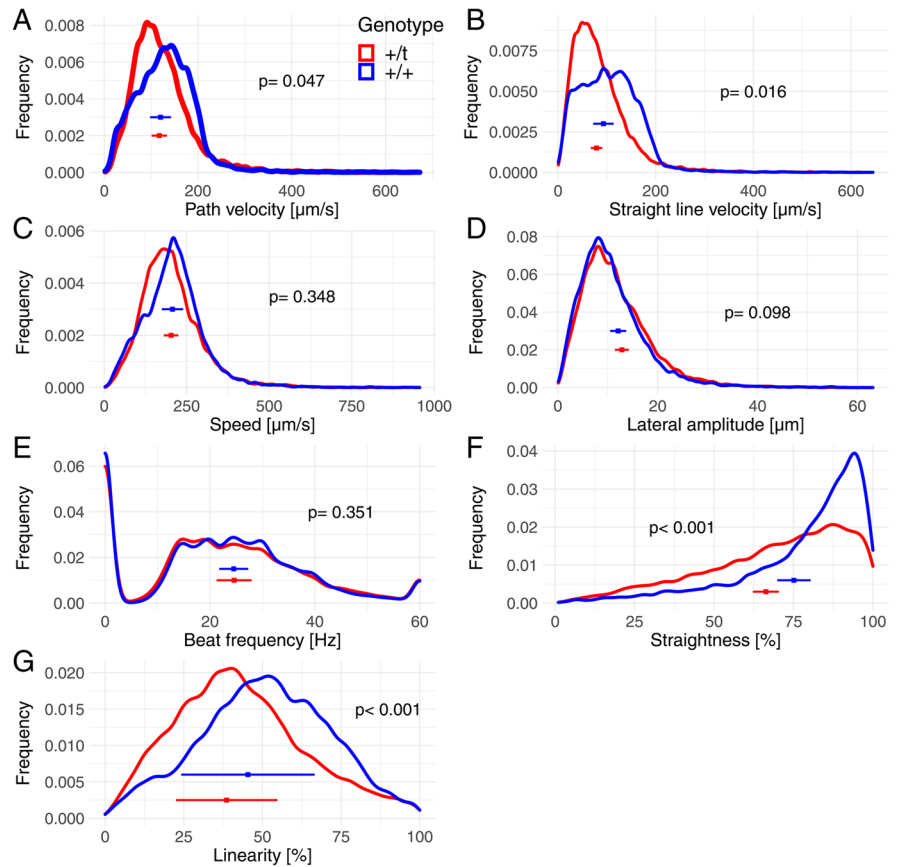 A
Genotype
+/t
+/+
p= 0.047
Frequency
0.008
0.006
0.004
0.002
0.000
0 200 400 600
Path velocity [µm/s]
B
p= 0.016
Frequency
0.0075
0.0050
0.0025
0.0000
0 200 400 600
Straight line velocity [µm/s]
C
p= 0.348
Frequency
0.006
0.004
0.002
0.000
0 250 500 750 1000
Speed [µm/s]
D
p= 0.098
Frequency
0.08
0.06
0.04
0.02
0.00
0 20 40 60
Lateral amplitude [µm]
E
p= 0.351
Frequency
0.06
0.04
0.02
0.00
0 20 40 60
Beat frequency [Hz]
F
p< 0.001
Frequency
0.04
0.03
0.02
0.01
0.00
0 25 50 75 100
Straightness [%]
G
p< 0.001
Frequency
0.020
0.015
0.010
0.005
0.000
0 25 50 75 100
Linearity [%]